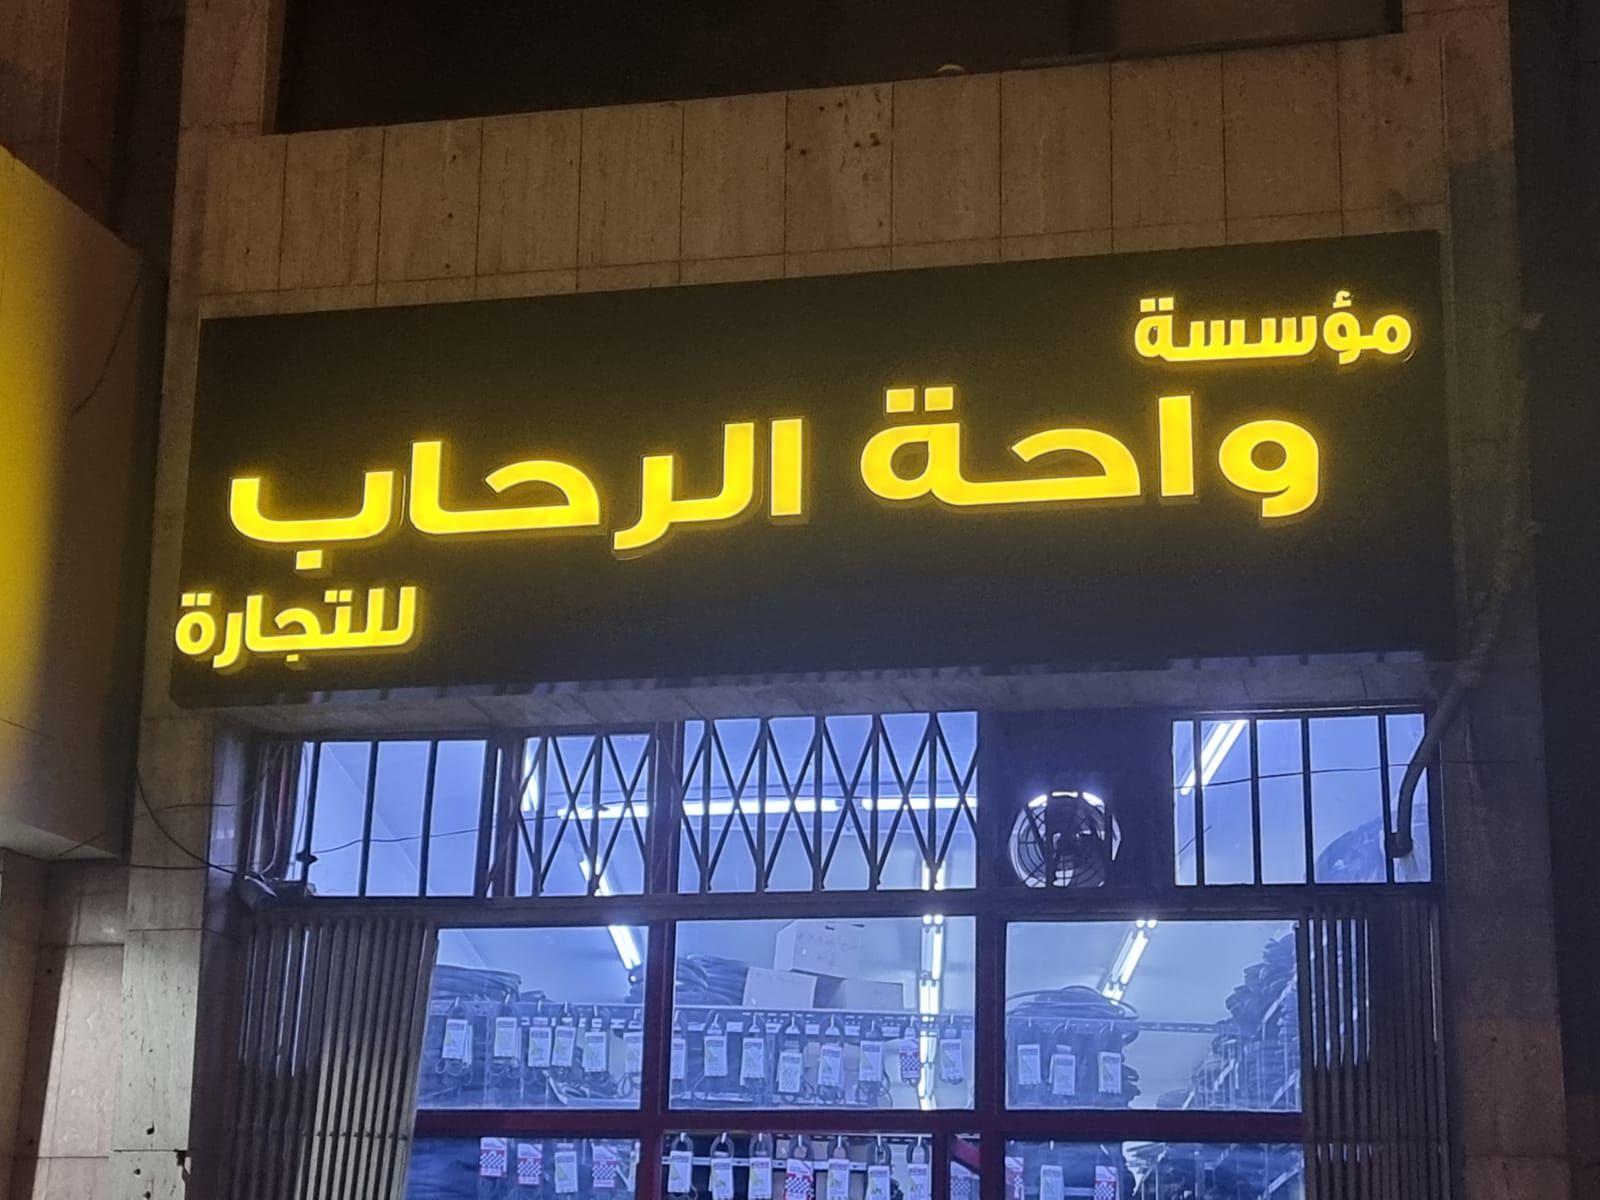 مؤسسة
واحة الرحاب
للتجارة